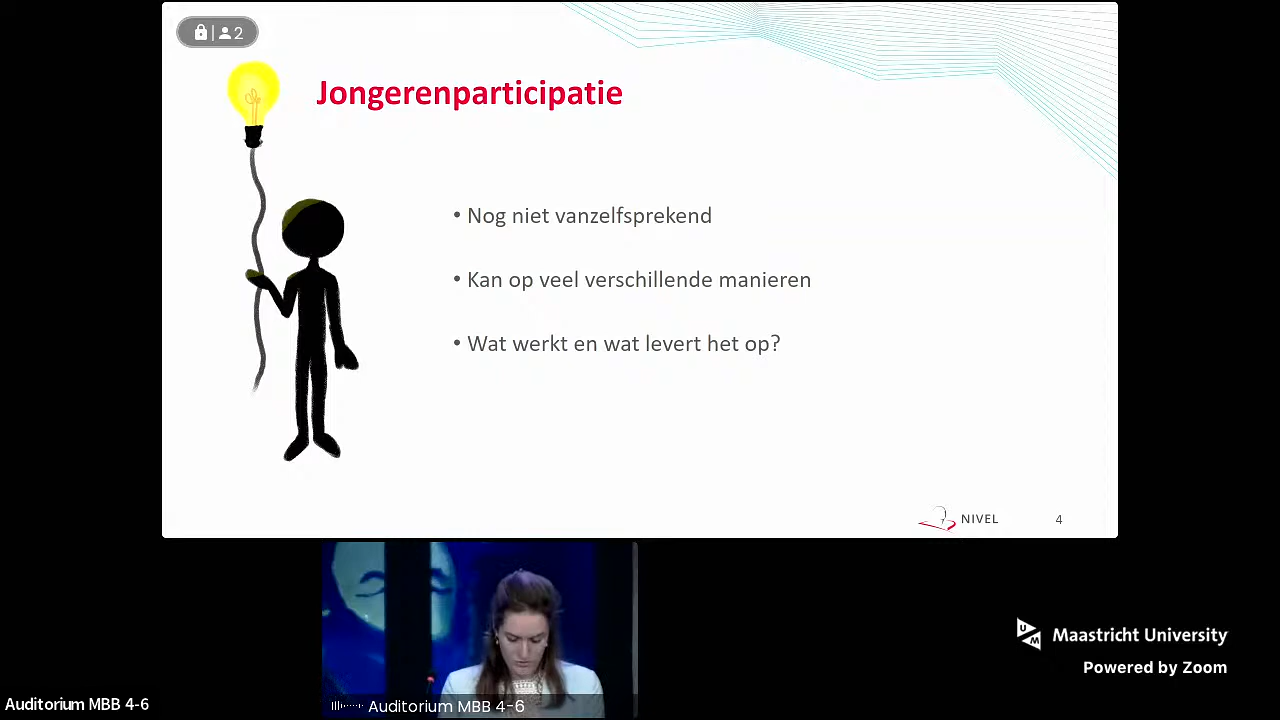 2
Jongerenparticipatie
• Nog niet vanzelfsprekend
• Kan op veel verschillende manieren
• Wat werkt en wat levert het op?
NIVEL
4
UM
Maastricht University
Powered by Zoom
Auditorium MBB 4-6
Auditorium MBB 4-6